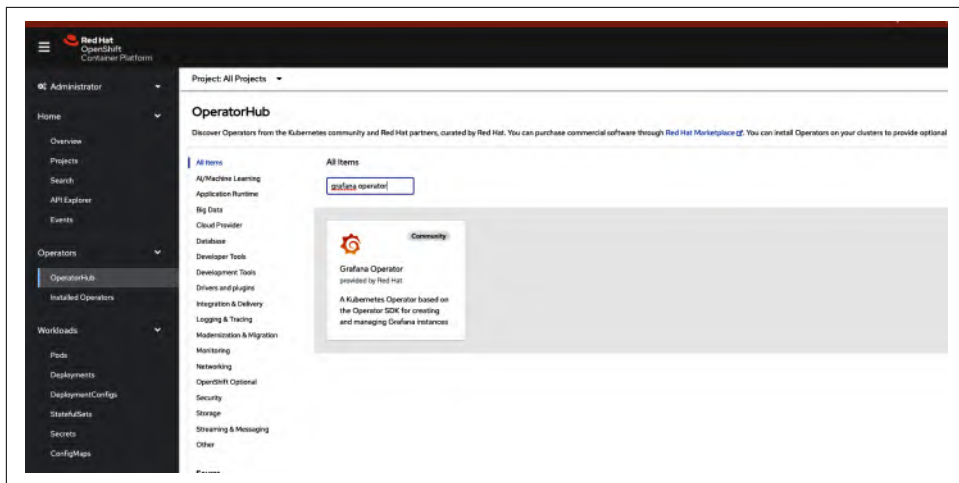 Red Hat
OpenShift
Container Platform
Administrator
Home
Overview
Projects
Search
API Explorer
Events
Operators
OperatorHub
Installed Operators
Workloads
Pods
Deployments
DeploymentConfigs
StatefulSets
Secrets
ConfigMaps
Project: All Projects
OperatorHub
Discover Operators from the Kubernetes community and Red Hat partners, curated by Red Hat. You can purchase commercial software through Red Hat Marketplace. You can install Operators on your clusters to provide optional
All Items
AI/Machine Learning
Application Runtime
Big Data
Cloud Provider
Database
Developer Tools
Development Tools
Drivers and plugins
Integration & Delivery
Logging & Tracing
Modernization & Migration
Monitoring
Networking
OpenShift Optional
Security
Storage
Streaming & Messaging
Other
All Items
grafana operator
Community
Grafana Operator
provided by Red Hat
A Kubernetes Operator based on
the Operator SDK for creating
and managing Grafana instances